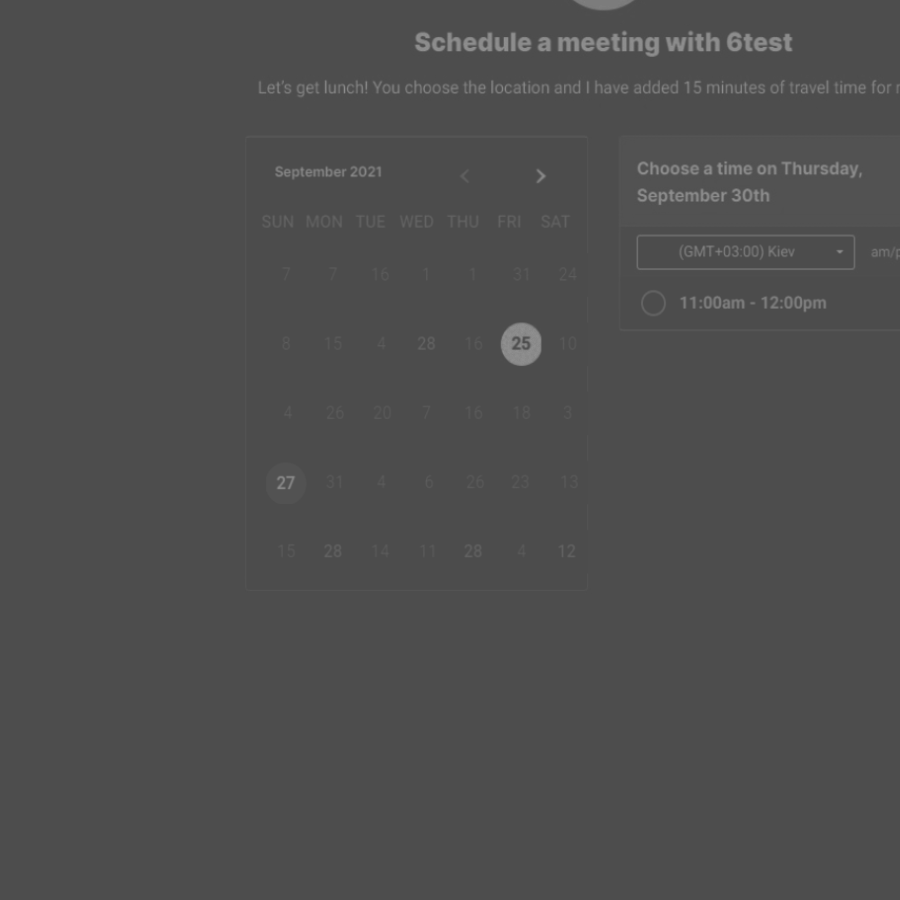 Schedule a meeting with 6test
Let's get lunch! You choose the location and I have added 15 minutes of travel time for
September 2021
SUN MON TUE WED THU FRI SAT
7 7 16 1 1 31 24
8 15 4 28 16 25 10
4 26 20 7 16 18 3
27 31 4 6 26 23 13
15 28 14 11 28 4 12
Choose a time on Thursday,
September 30th
(GMT+03:00) Kiev
am/p
11:00am - 12:00pm